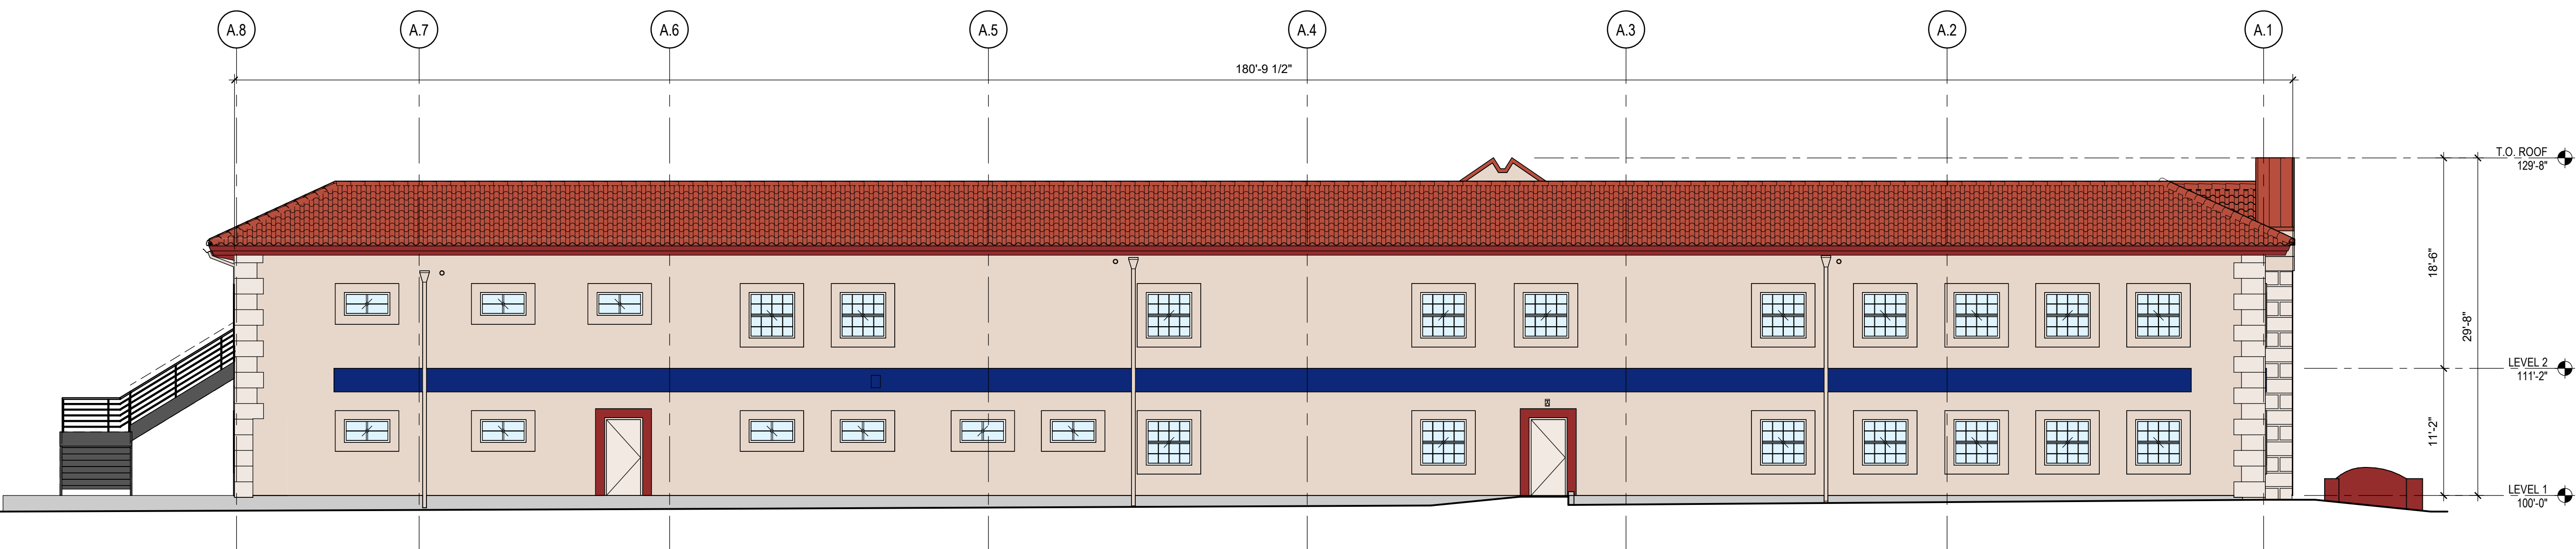 A.8
A.7
A.6
A.5
A.4
A.3
A.2
A.1
180'-9 1/2"
T.O. ROOF
129'-8"
18'-6"
29'-8"
LEVEL 2
111'-2"
11'-2"
LEVEL 1
100'-0"